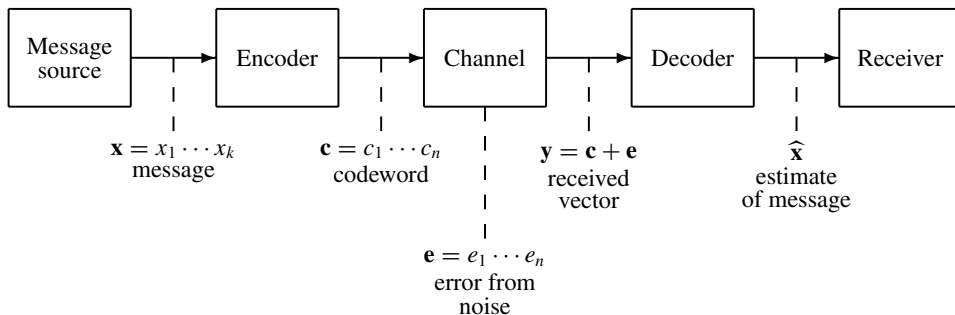 Message
source
Encoder
Channel
Decoder
Receiver
x = x₁ ⋯ xₖ
message
c = c₁ ⋯ cₙ
codeword
y = c + e
received
vector
x̂
estimate
of message
e = e₁ ⋯ eₙ
error from
noise